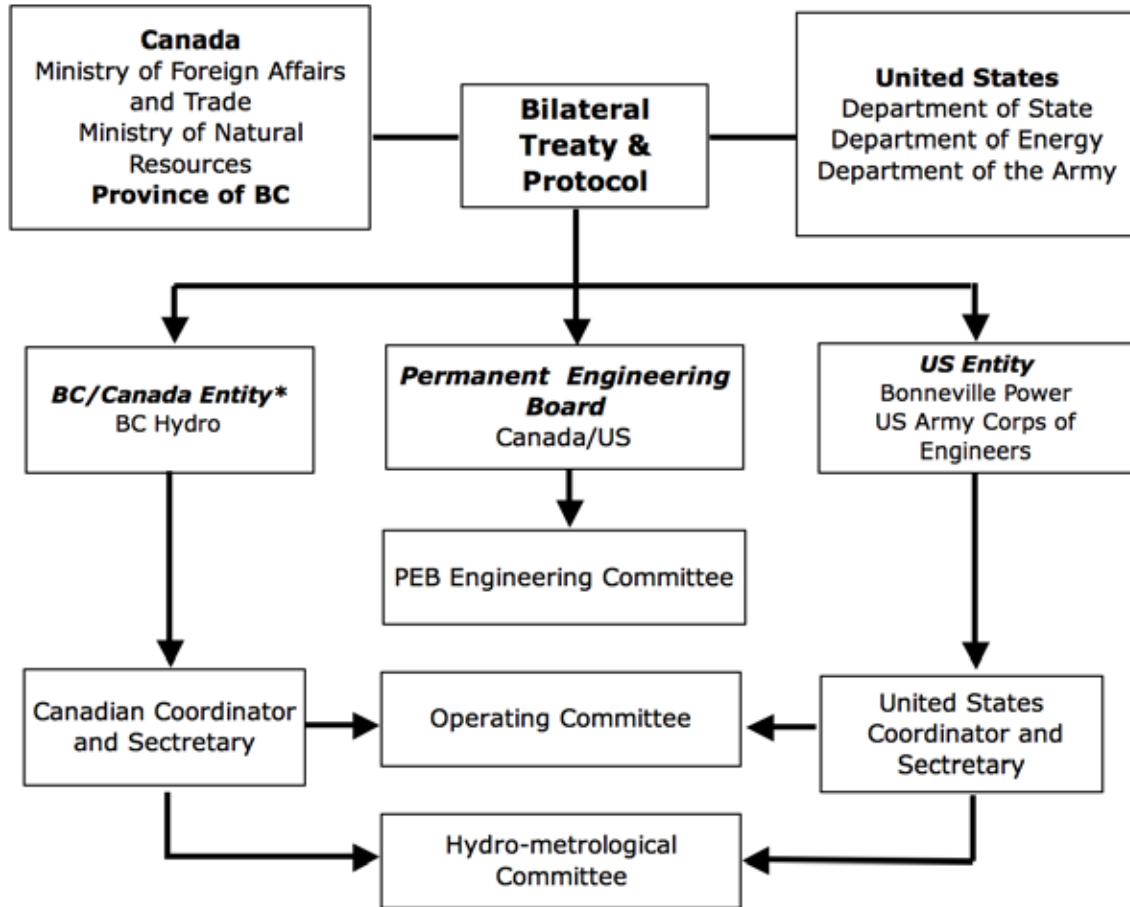 Canada
Ministry of Foreign Affairs
and Trade
Ministry of Natural
Resources
Province of BC
Bilateral
Treaty &
Protocol
United States
Department of State
Department of Energy
Department of the Army
BC/Canada Entity*
BC Hydro
Permanent Engineering
Board
Canada/US
US Entity
Bonneville Power
US Army Corps of
Engineers
PEB Engineering Committee
Canadian Coordinator
and Sectretary
Operating Committee
United States
Coordinator and
Sectretary
Hydro-metrological
Committee